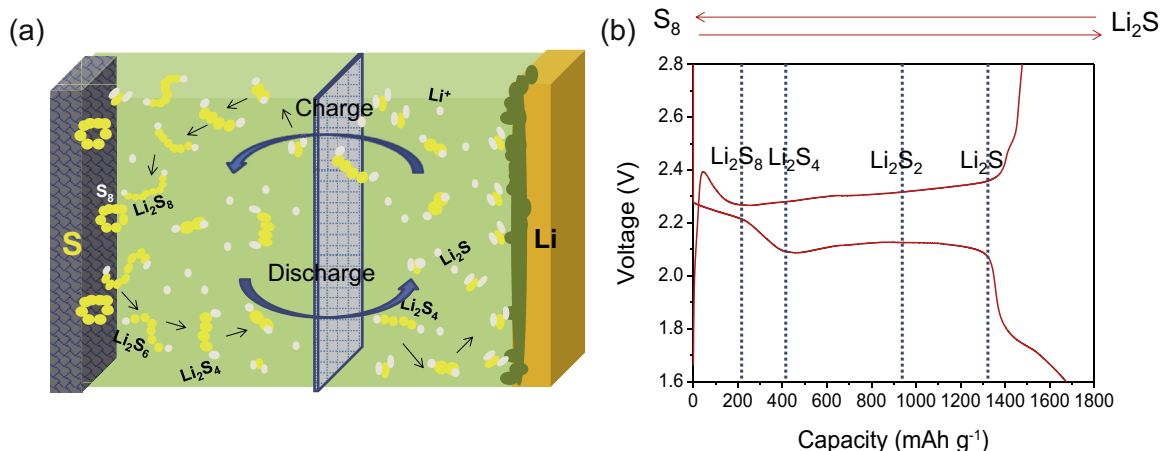 (a)
Charge
Li⁺
S₈
Li₂S₈
S
Li
Li₂S
Discharge
Li₂S₄
Li₂S₆
Li₂S₄
(b)
S₈
Li₂S
2.8
2.4
2.2
2.0
1.8
1.6
Voltage (V)
Li₂S₈
Li₂S₄
Li₂S₂
Li₂S
0
200
400
600
800
1000
1200
1400
1600
1800
Capacity (mAh g⁻¹)